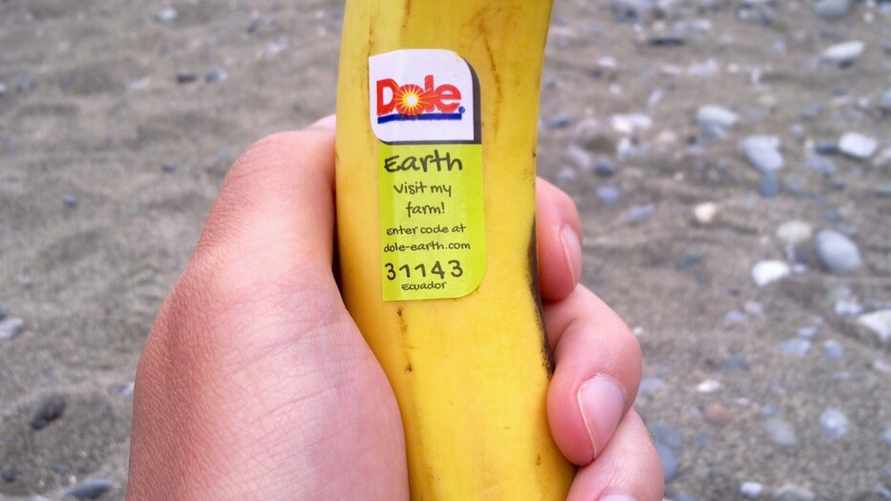 Dole
Earth
Visit my
farm!
Enter code at
dole-earth.com
31143
Ecuador